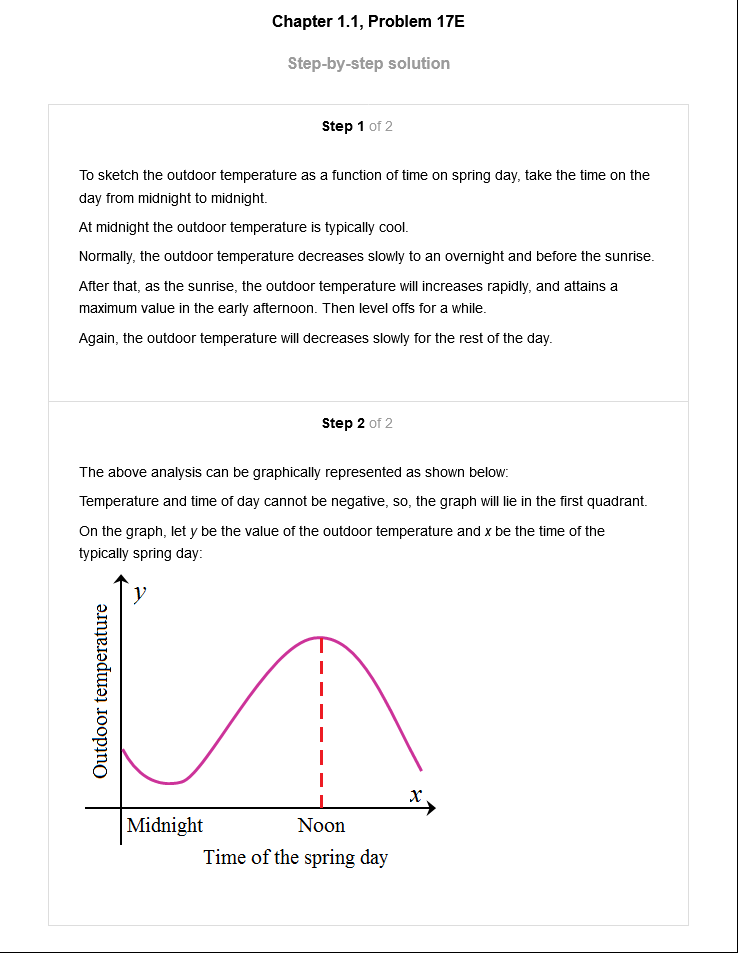 Chapter 1.1, Problem 17E
Step-by-step solution
Step 1 of 2
To sketch the outdoor temperature as a function of time on spring day, take the time on the
day from midnight to midnight.
At midnight the outdoor temperature is typically cool.
Normally, the outdoor temperature decreases slowly to an overnight and before the sunrise.
After that, as the sunrise, the outdoor temperature will increases rapidly, and attains a
maximum value in the early afternoon. Then level offs for a while.
Again, the outdoor temperature will decreases slowly for the rest of the day.
Step 2 of 2
The above analysis can be graphically represented as shown below:
Temperature and time of day cannot be negative, so, the graph will lie in the first quadrant.
On the graph, let y be the value of the outdoor temperature and x be the time of the
typically spring day:
y
Outdoor temperature
x
Midnight Noon
Time of the spring day